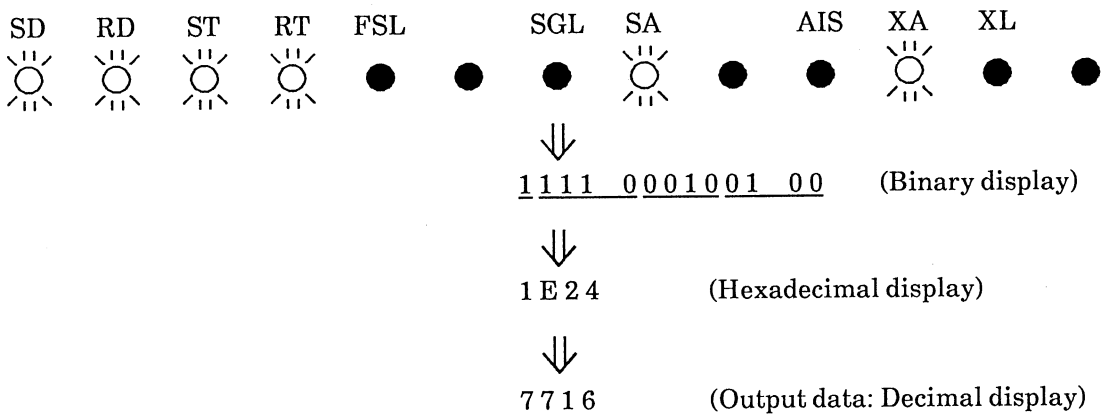 SD RD ST RT FSL SGL SA AIS XA XL
1111 0001001 00 (Binary display)
1E24 (Hexadecimal display)
7716 (Output data: Decimal display)